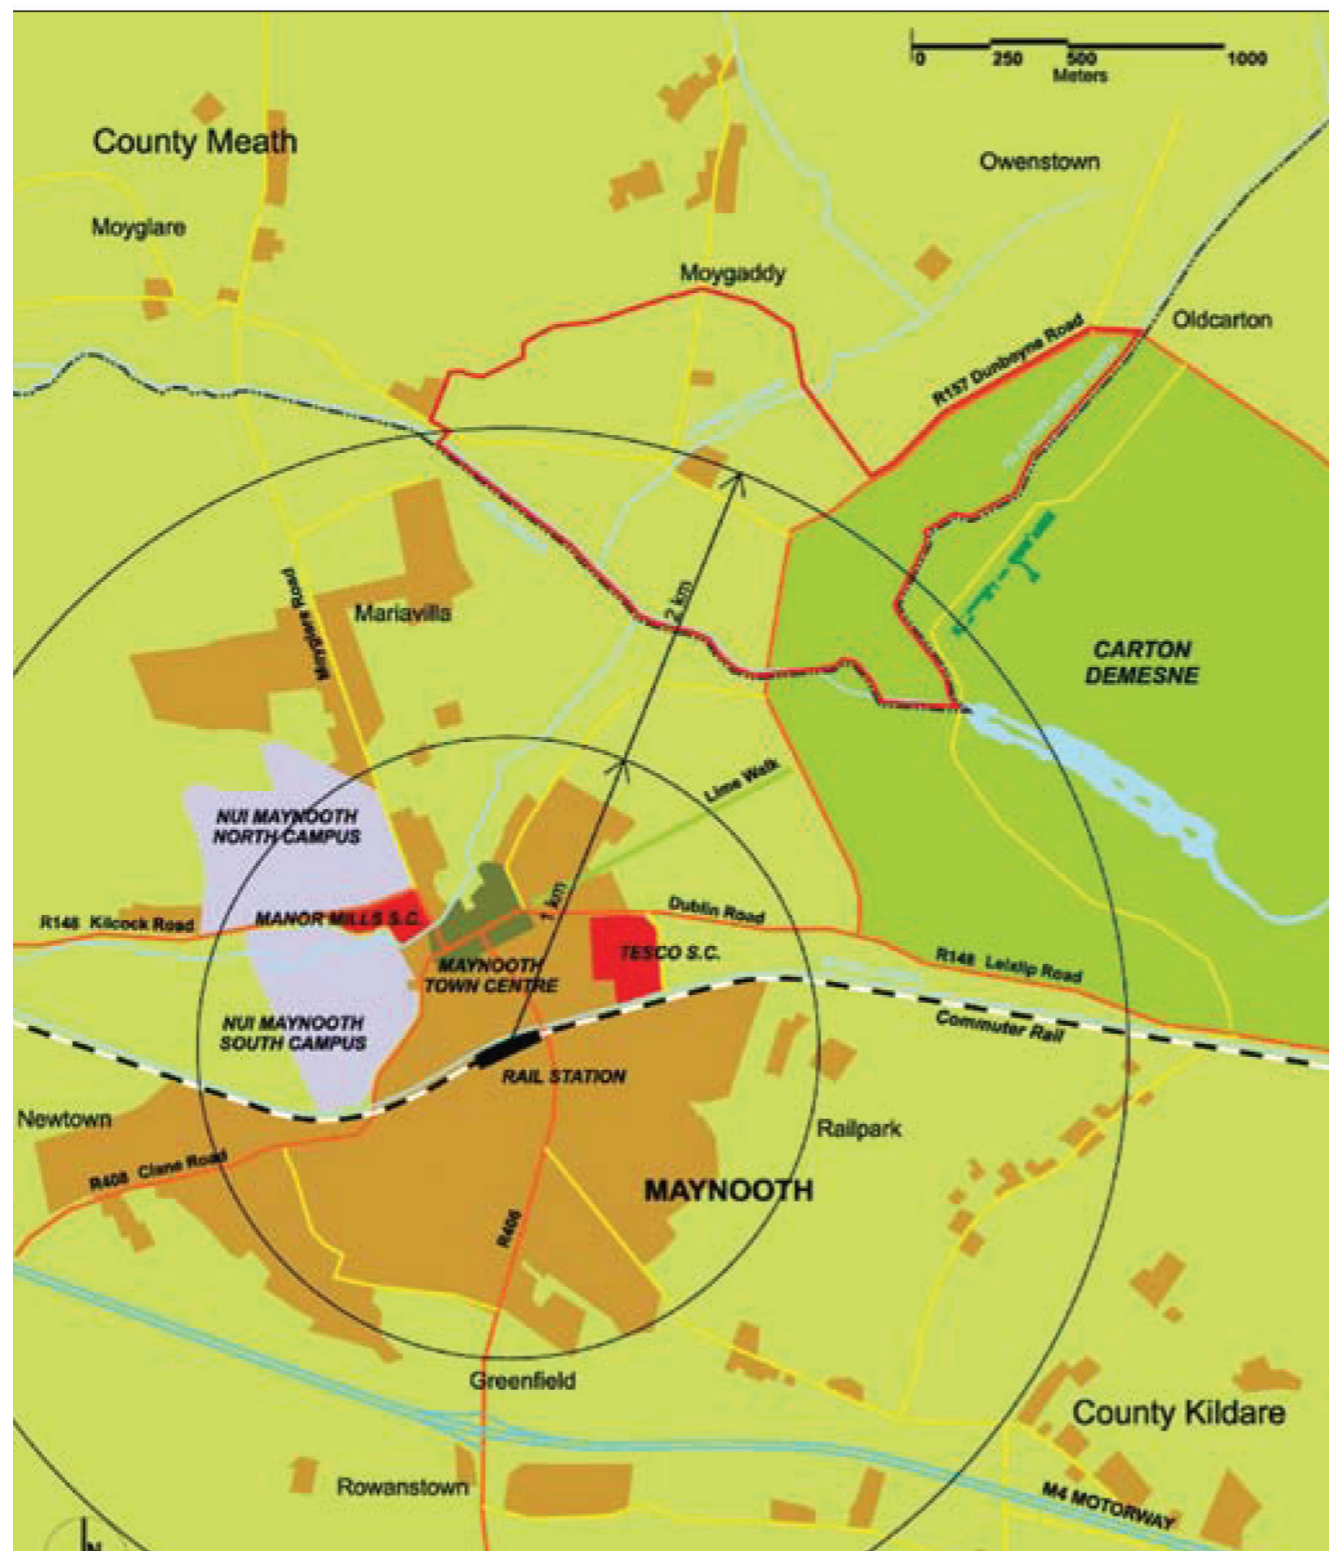 0 250 500 1000
Meters
County Meath
Owenstown
Moyglare
Moygaddy
Oldcarton
R157 Dunboyne Road
Moyglare Road
2 km
Mariavilla
CARTON
DEMESNE
Lime Walk
NUI MAYNOOTH
NORTH CAMPUS
1 km
R148 Kilcock Road
MANOR MILLS S.C.
Dublin Road
TESCO S.C.
R148 Leixlip Road
MAYNOOTH
TOWN CENTRE
NUI MAYNOOTH
SOUTH CAMPUS
Commuter Rail
RAIL STATION
Newtown
Railpark
R408 Clane Road
MAYNOOTH
R406
Greenfield
County Kildare
Rowanstown
M4 MOTORWAY
N